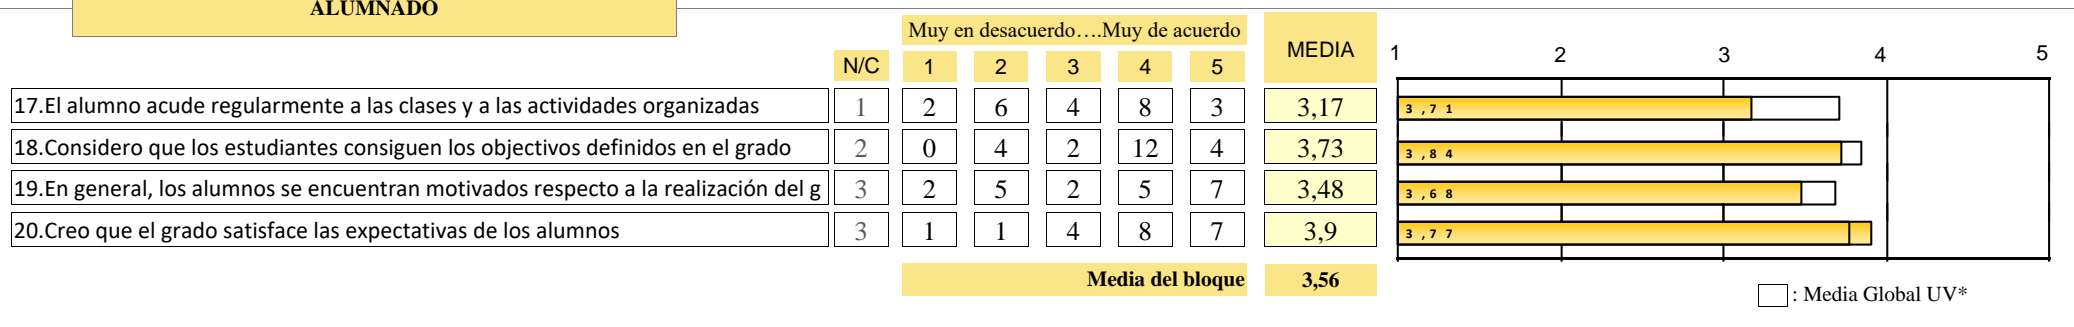 ALUMNADO
Muy en desacuerdo....Muy de acuerdo
MEDIA
N/C 1 2 3 4 5
1 2 3 4 5
17.El alumno acude regularmente a las clases y a las actividades organizadas 1 2 6 4 8 3 3,17 3,71
18.Considero que los estudiantes consiguen los objectivos definidos en el grado 2 0 4 2 12 4 3,73 3,84
19.En general, los alumnos se encuentran motivados respecto a la realización del g 3 2 5 2 5 7 3,48 3,68
20.Creo que el grado satisface las expectativas de los alumnos 3 1 1 4 8 7 3,9 3,77
Media del bloque 3,56
: Media Global UV*